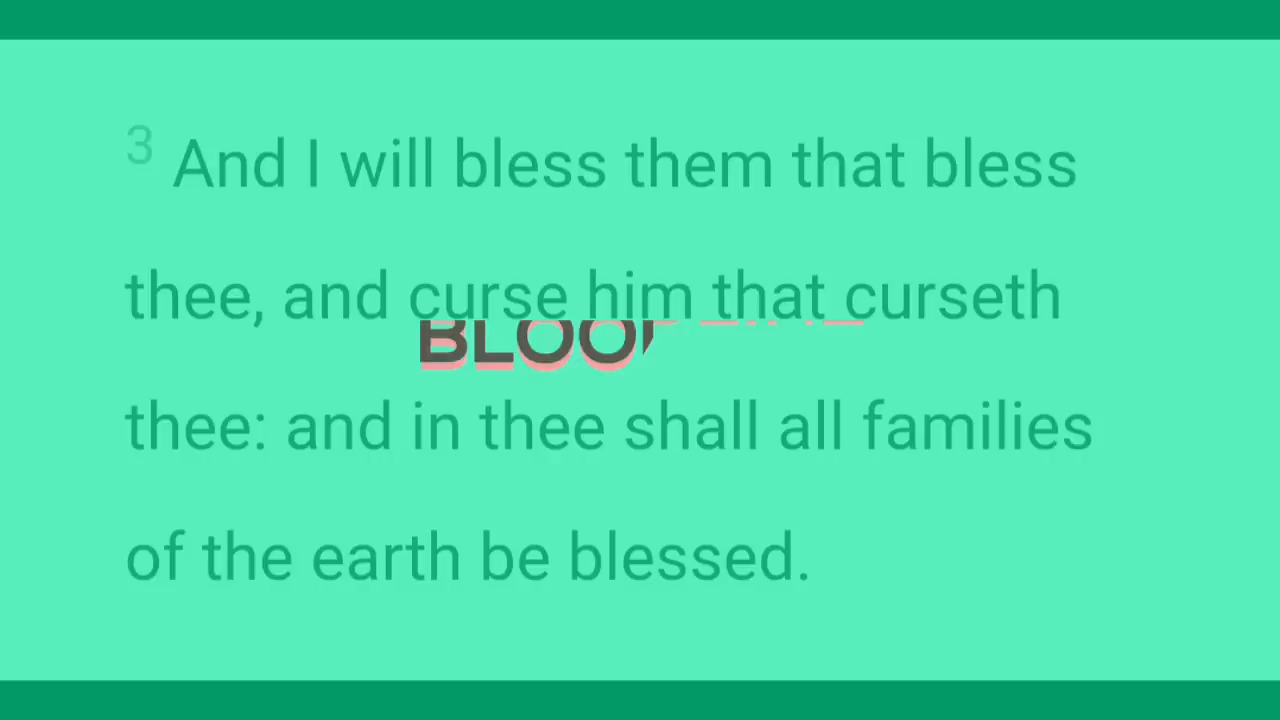 3 And I will bless them that bless
thee, and curse him that curseth
thee: and in thee shall all families
of the earth be blessed.